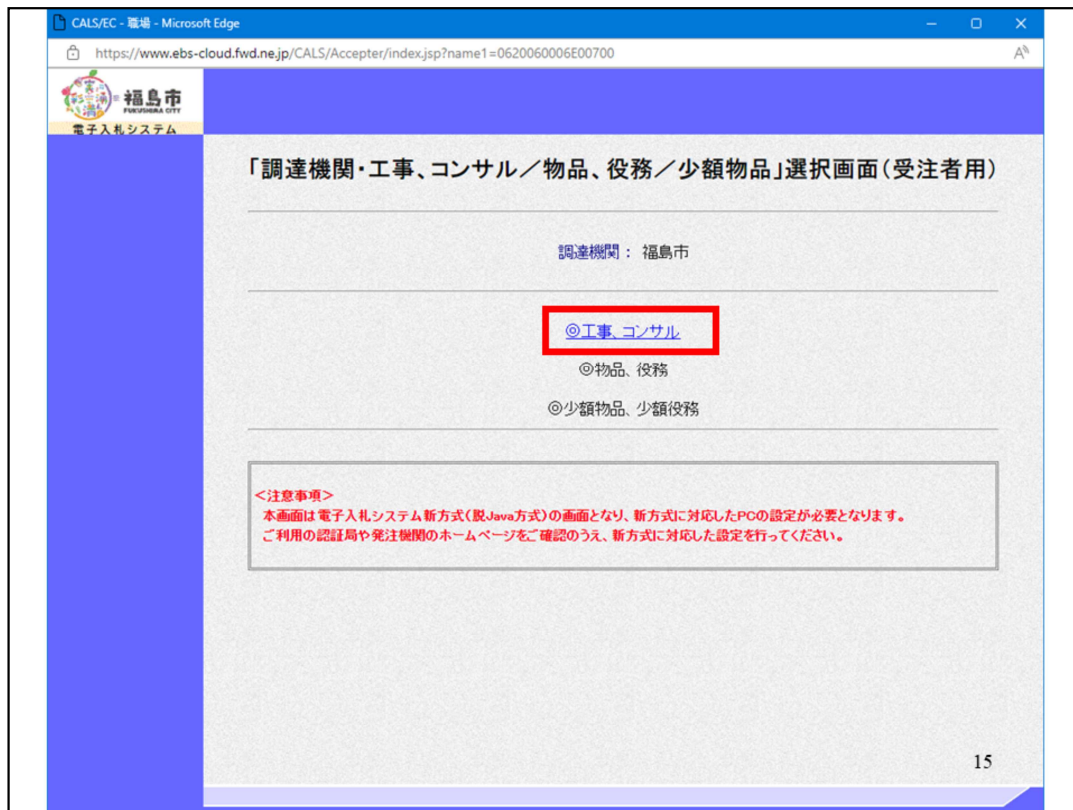 CALS/EC - 職場 - Microsoft Edge
https://www.ebs-cloud.fwd.ne.jp/CALS/Accepter/index.jsp?name1=0620060006E00700
福島市
FUKUSHIMA CITY
電子入札システム
「調達機関・工事、コンサル／物品、役務／少額物品」選択画面（受注者用）
調達機関： 福島市
◎工事、コンサル
◎物品、役務
◎少額物品、少額役務
＜注意事項＞
本画面は電子入札システム新方式（脱Java方式）の画面となり、新方式に対応したPCの設定が必要となります。
ご利用の認証局や発注機関のホームページをご確認のうえ、新方式に対応した設定を行ってください。
15